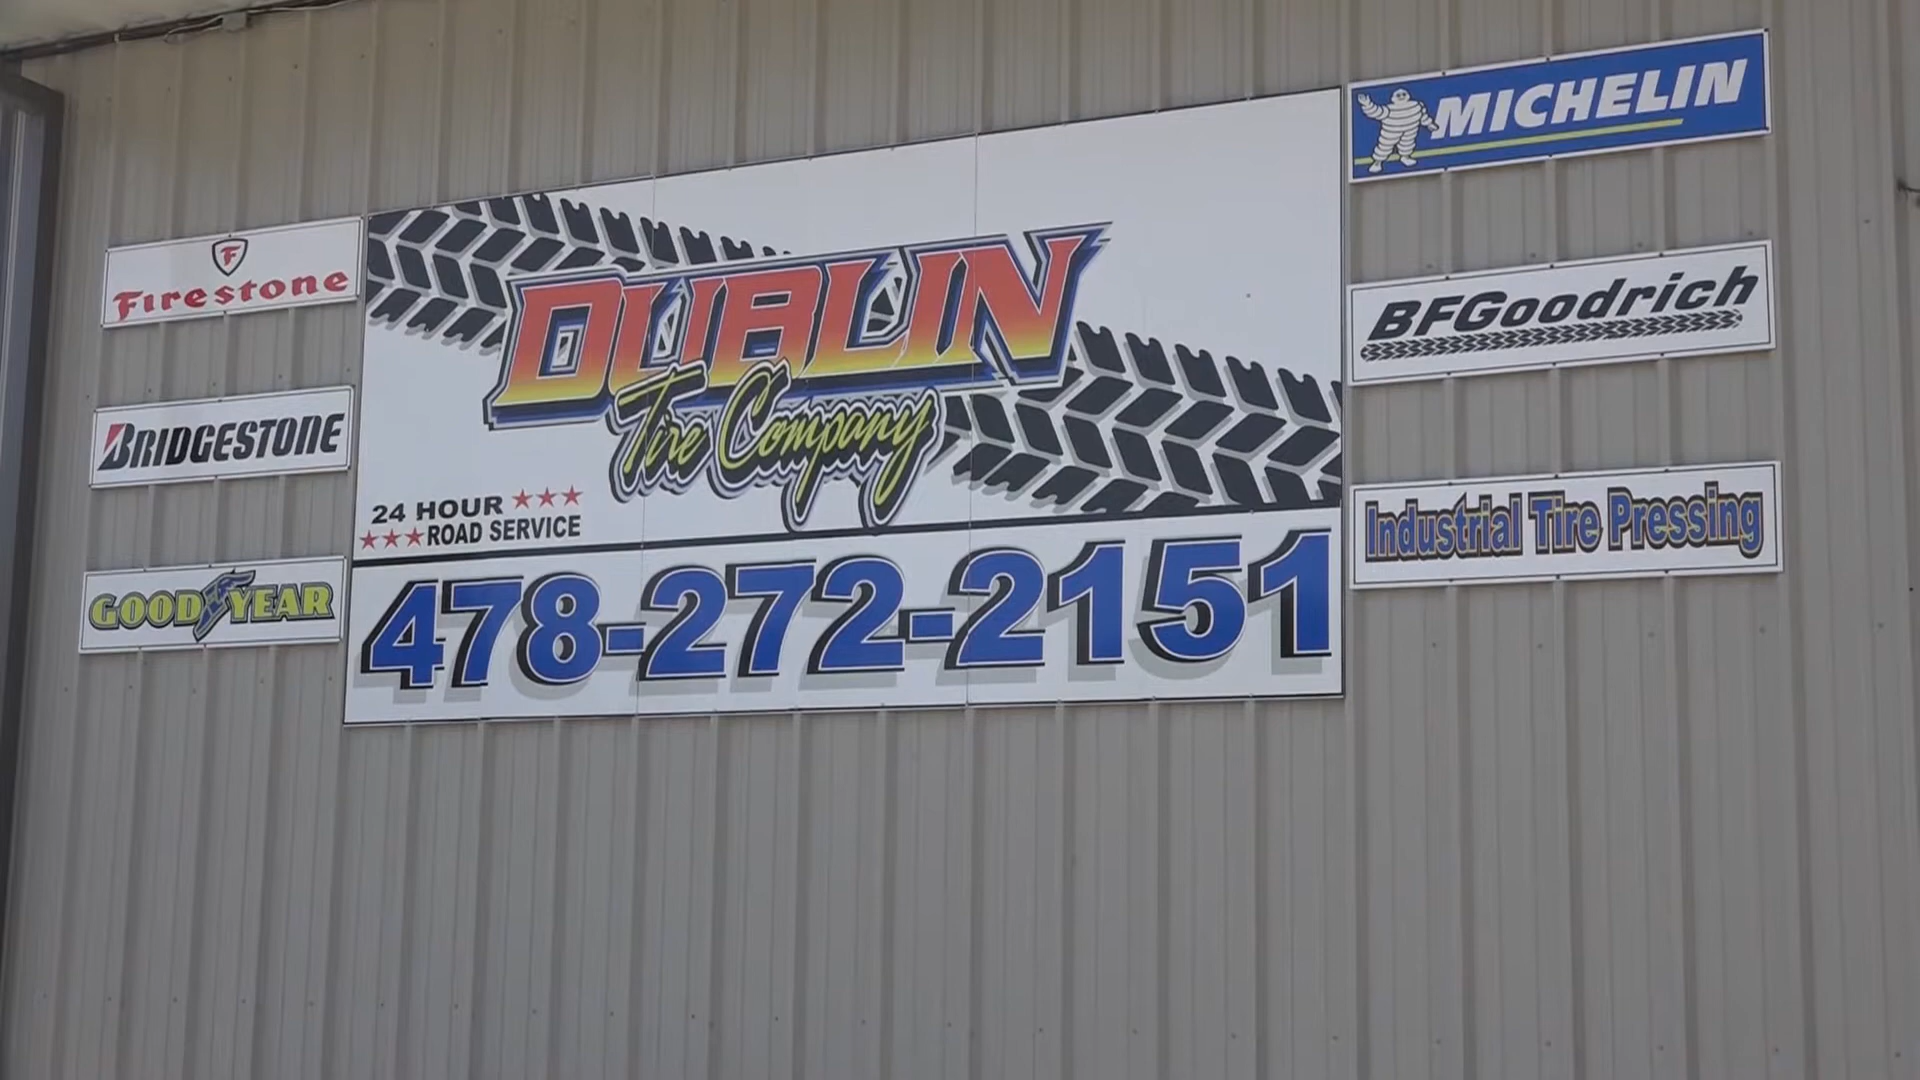 Firestone
BRIDGESTONE
GOODYEAR
DUBLIN
Tire Company
24 HOUR
ROAD SERVICE
478-272-2151
MICHELIN
BFGoodrich
Industrial Tire Pressing